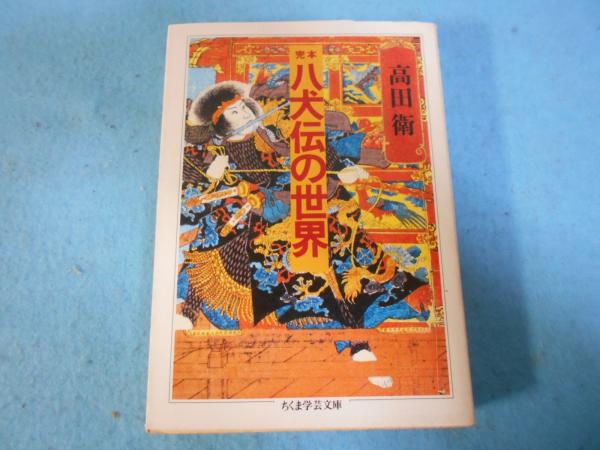 高田衛
完本
八犬伝の世界
ちくま学芸文庫